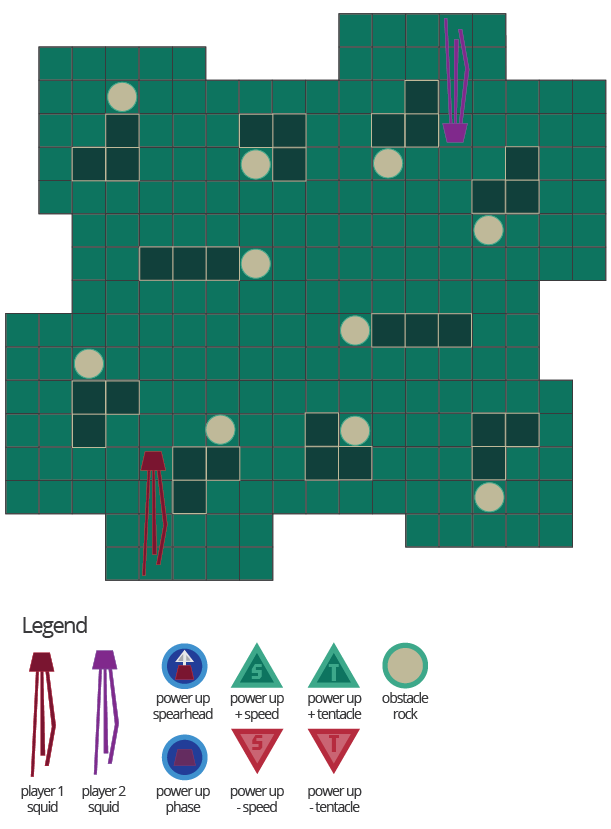 Legend
S
T
power up
spearhead
power up
+ speed
power up
+ tentacle
obstacle
rock
S
T
player 1
squid
player 2
squid
power up
phase
power up
- speed
power up
- tentacle